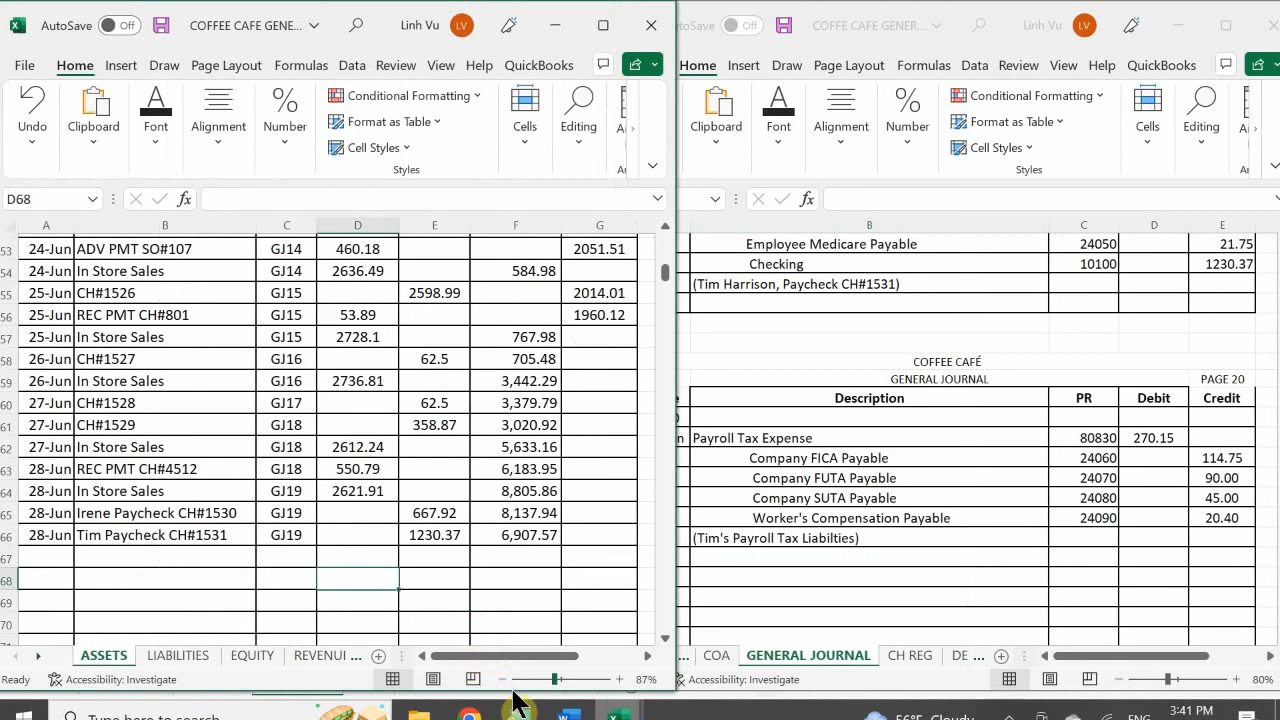 AutoSave Off COFFEE CAFE GENE... Linh Vu LV
File Home Insert Draw Page Layout Formulas Data Review View Help QuickBooks
Undo Clipboard Font Alignment Number Conditional Formatting Format as Table Cell Styles Styles Cells Editing
D68 fx
A B C D E F G
53 24-Jun ADV PMT SO#107 GJ14 460.18 2051.51
54 24-Jun In Store Sales GJ14 2636.49 584.98
55 25-Jun CH#1526 GJ15 2598.99 2014.01
56 25-Jun REC PMT CH#801 GJ15 53.89 1960.12
57 25-Jun In Store Sales GJ15 2728.1 767.98
58 26-Jun CH#1527 GJ16 62.5 705.48
59 26-Jun In Store Sales GJ16 2736.81 3,442.29
60 27-Jun CH#1528 GJ17 62.5 3,379.79
61 27-Jun CH#1529 GJ18 358.87 3,020.92
62 27-Jun In Store Sales GJ18 2612.24 5,633.16
63 28-Jun REC PMT CH#4512 GJ18 550.79 6,183.95
64 28-Jun In Store Sales GJ19 2621.91 8,805.86
65 28-Jun Irene Paycheck CH#1530 GJ19 667.92 8,137.94
66 28-Jun Tim Paycheck CH#1531 GJ19 1230.37 6,907.57
67
68
69
70
ASSETS LIABILITIES EQUITY REVENUI ...
Ready Accessibility: Investigate 87%
toSave Off COFFE CAFE GENER... Linh Vu LV
Home Insert Draw Page Layout Formulas Data Review View Help QuickBooks
Clipboard Font Alignment Number Conditional Formatting Format as Table Cell Styles Styles Cells Editing
fx
B C D E
Employee Medicare Payable 24050 21.75
Checking 10100 1230.37
(Tim Harrison, Paycheck CH#1531)
COFFEE CAFÉ
GENERAL JOURNAL PAGE 20
Description PR Debit Credit
Payroll Tax Expense 80830 270.15
Company FICA Payable 24060 114.75
Company FUTA Payable 24070 90.00
Company SUTA Payable 24080 45.00
Worker's Compensation Payable 24090 20.40
(Tim's Payroll Tax Liabilties)
... COA GENERAL JOURNAL CH REG DE ...
Accessibility: Investigate 80%
Type here to search 56°F Cloudy ENG 3:41 PM